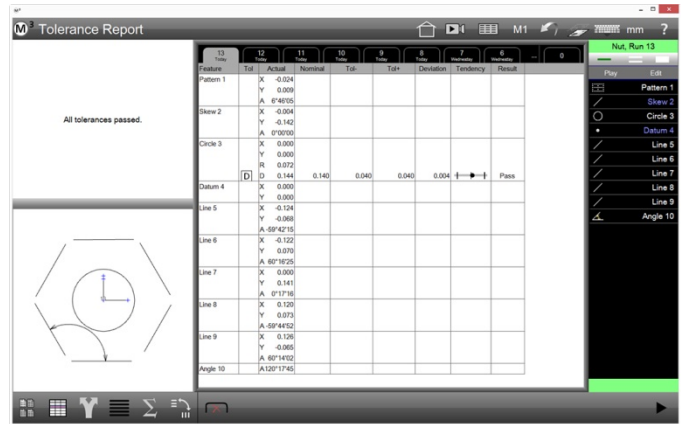 M³
M³ Tolerance Report M1 mm ?
13 Today 12 Today 11 Today 10 Today 9 Today 8 Today 7 Wednesday 6 Wednesday ... 0
Nut, Run 13
Play Edit
All tolerances passed.
Feature Tol Actual Nominal Tol- Tol+ Deviation Tendency Result
Pattern 1 X -0.024
Y 0.009
A 6°46'05
Skew 2 X -0.004
Y -0.142
A 0°00'00
Circle 3 X 0.000
Y 0.000
R 0.072
D D 0.144 0.140 0.040 0.040 0.004 Pass
Datum 4 X 0.000
Y 0.000
Line 5 X -0.124
Y -0.068
A -59°42'15
Line 6 X -0.122
Y 0.070
A 60°16'25
Line 7 X 0.000
Y 0.141
A 0°17'16
Line 8 X 0.120
Y 0.073
A -59°44'52
Line 9 X 0.126
Y -0.065
A 60°14'02
Angle 10 A 120°17'45
Pattern 1
Skew 2
Circle 3
Datum 4
Line 5
Line 6
Line 7
Line 8
Line 9
Angle 10